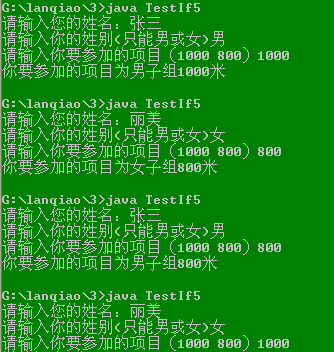 G:\lanqiao\3>java TestIf5
请输入您的姓名：张三
请输入你的姓别(只能男或女)男
请输入你要参加的项目（1000 800）1000
你要参加的项目为男子组1000米
G:\lanqiao\3>java TestIf5
请输入您的姓名：丽美
请输入你的姓别(只能男或女)女
请输入你要参加的项目（1000 800）800
你要参加的项目为女子组800米
G:\lanqiao\3>java TestIf5
请输入您的姓名：张三
请输入你的姓别(只能男或女)男
请输入你要参加的项目（1000 800）800
你要参加的项目为男子组800米
G:\lanqiao\3>java TestIf5
请输入您的姓名：丽美
请输入你的姓别(只能男或女)女
请输入你要参加的项目（1000 800）1000